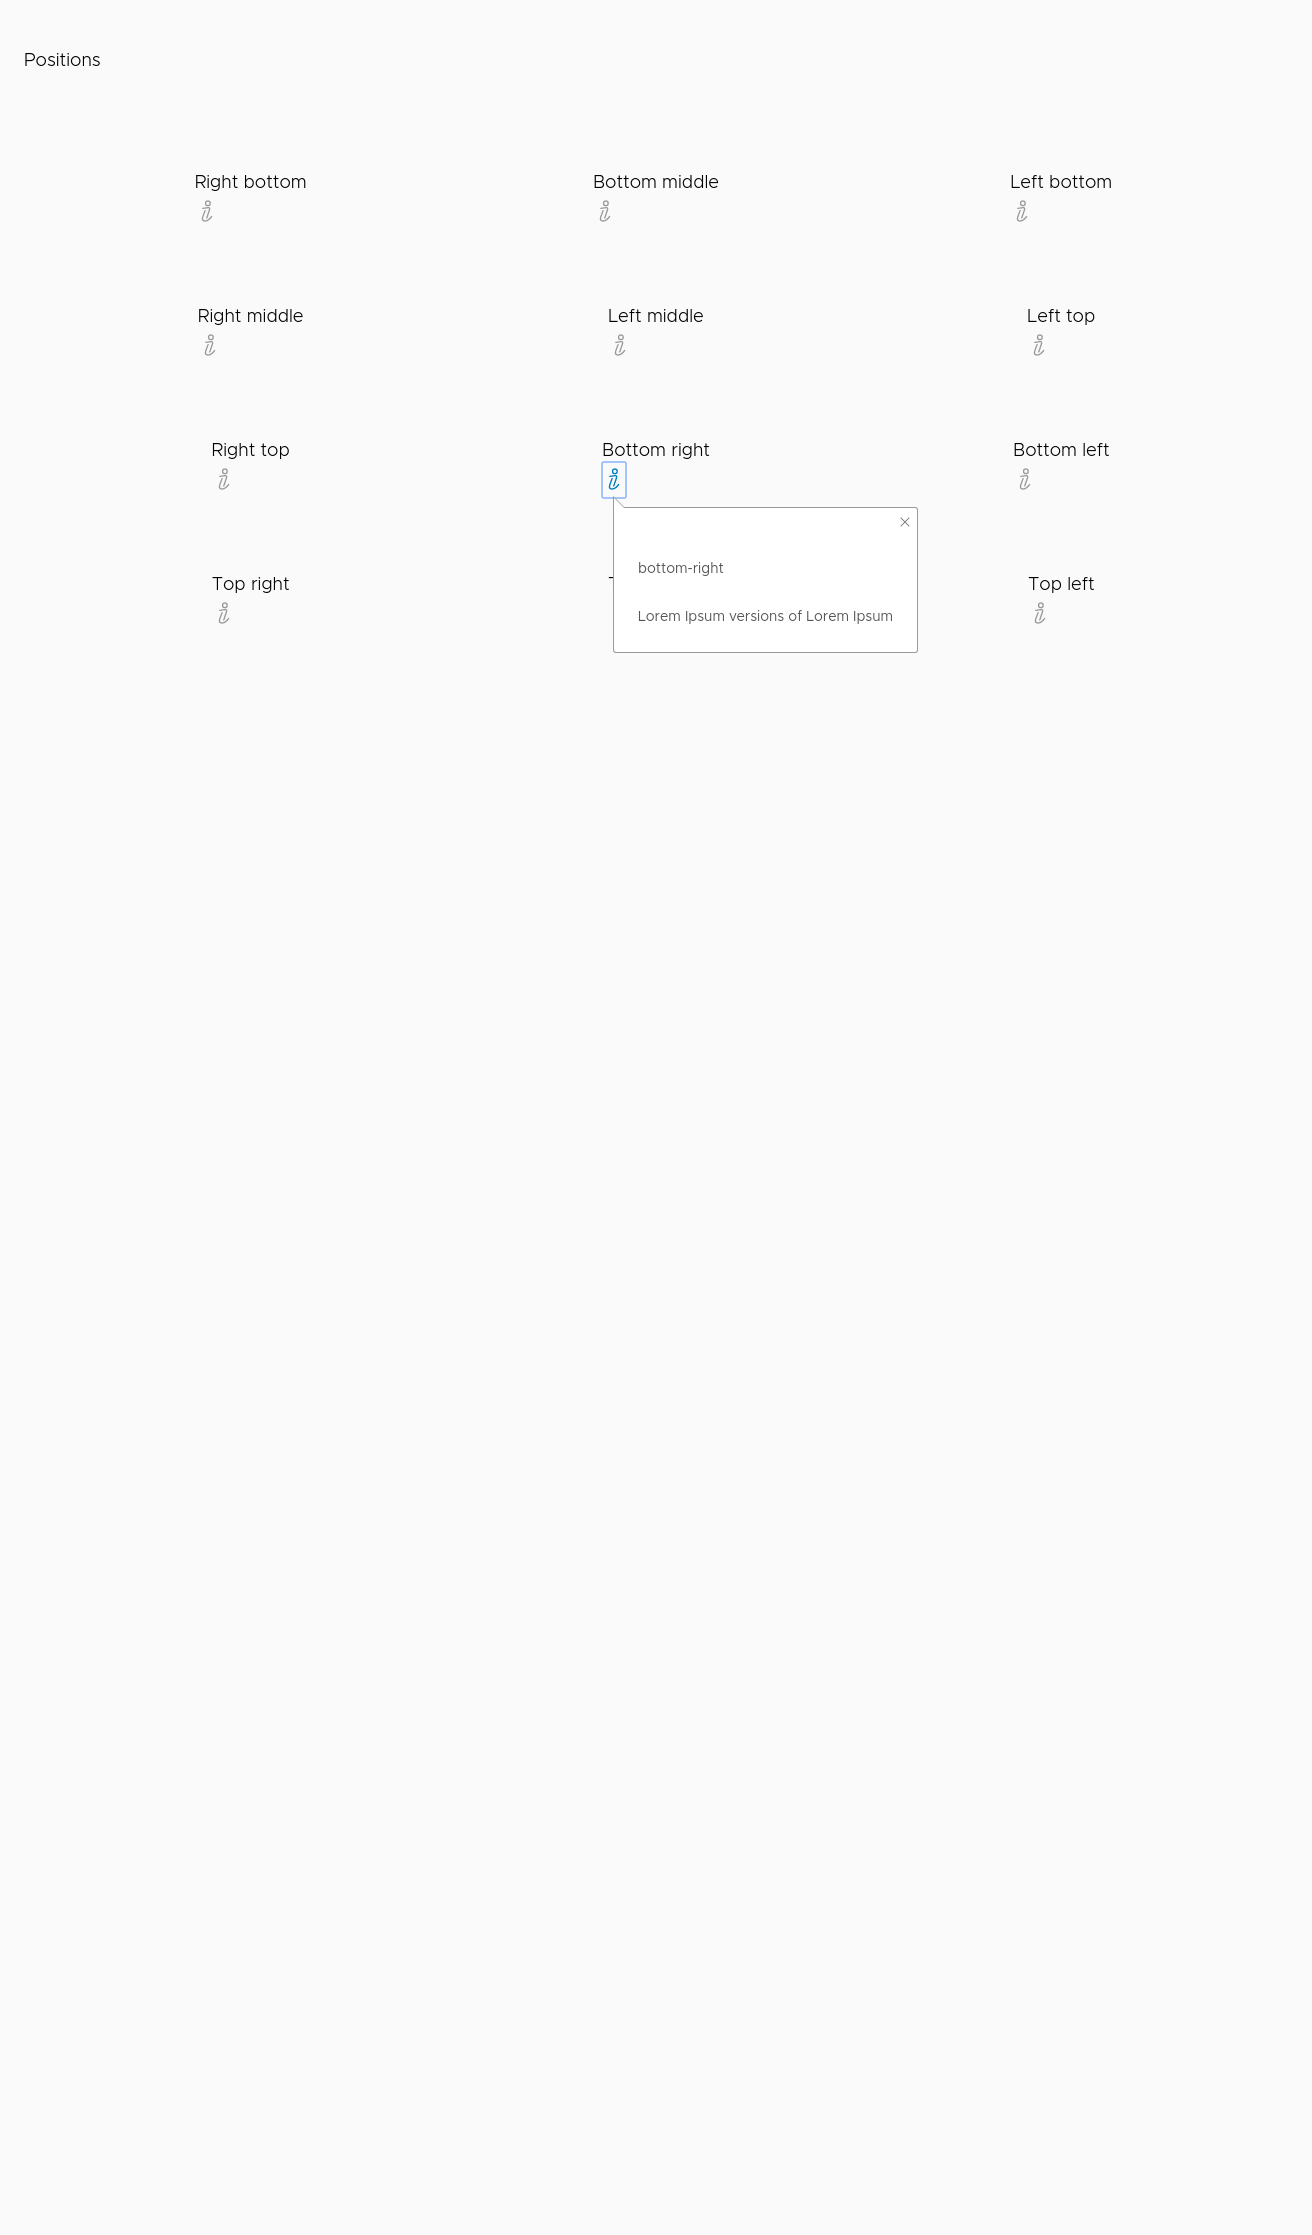 Positions
Right bottom
Bottom middle
Left bottom
Right middle
Left middle
Left top
Right top
Bottom right
Bottom left
bottom-right
Lorem Ipsum versions of Lorem Ipsum
Top right
Top left